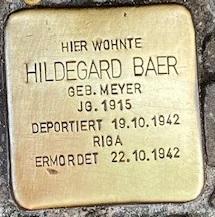 HIER WOHNTE
HILDEGARD BAER
GEB. MEYER
JG. 1915
DEPORTIERT 19.10.1942
RIGA
ERMORDET 22.10.1942